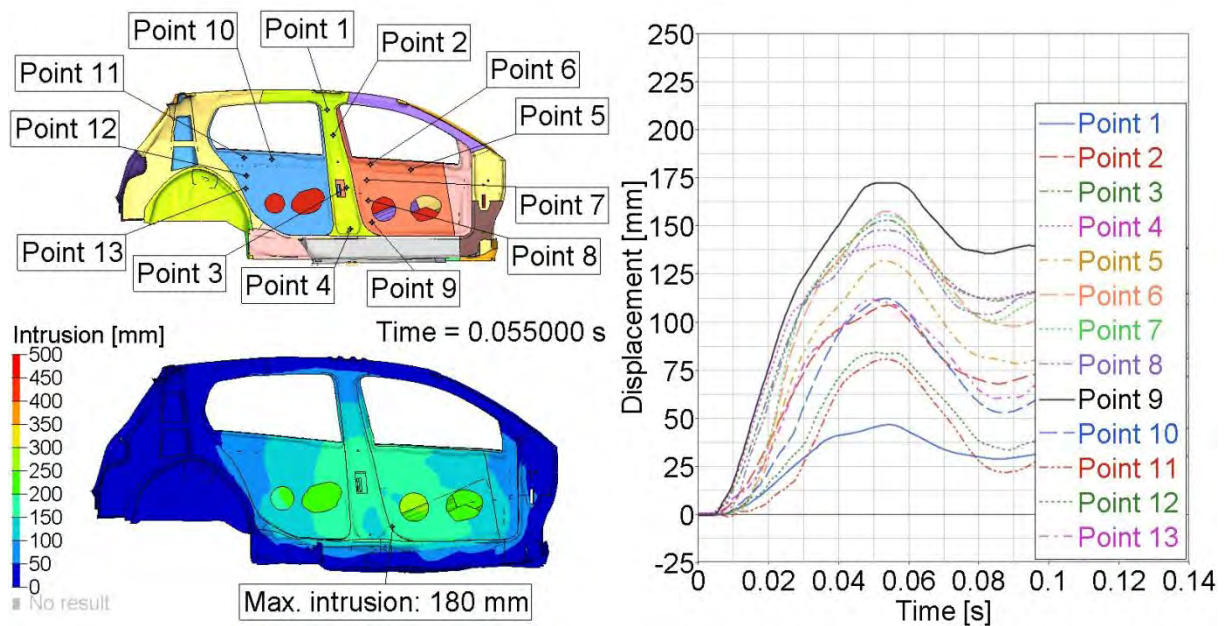 Point 1
Point 10
Point 2
Point 11
Point 6
Point 12
Point 5
Point 7
Point 13
Point 8
Point 3
Point 4
Point 9
Intrusion [mm]
Time = 0.055000 s
500
450
400
350
300
250
200
150
100
50
0
No result
Max. intrusion: 180 mm
Displacement [mm]
250
225
200
175
150
125
100
75
50
25
0
-25
0
0.02
0.04
0.06
0.08
0.1
0.12
0.14
Time [s]
Point 1
Point 2
Point 3
Point 4
Point 5
Point 6
Point 7
Point 8
Point 9
Point 10
Point 11
Point 12
Point 13